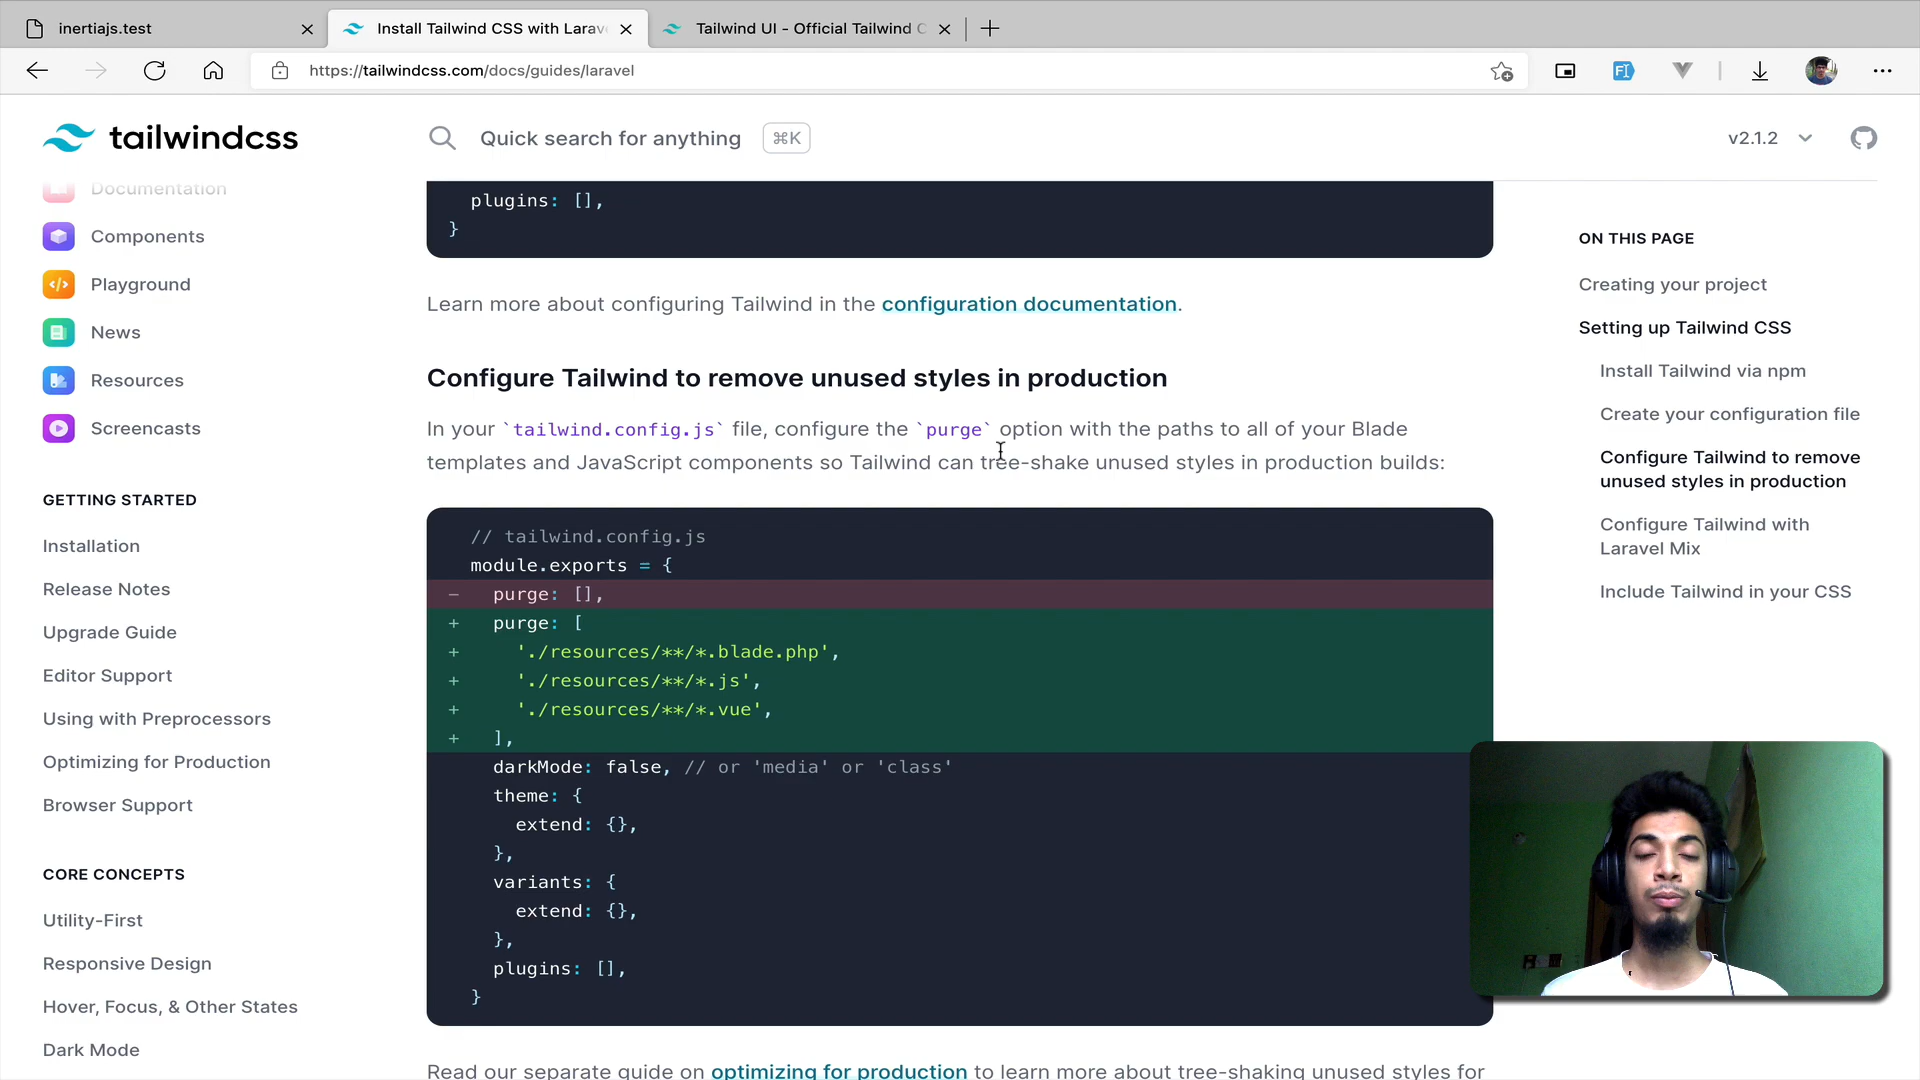 inertiajs.test
Install Tailwind CSS with Larav
Tailwind UI - Official Tailwind C
https://tailwindcss.com/docs/guides/laravel
tailwindcss
Quick search for anything
⌘K
v2.1.2
Documentation
Components
Playground
News
Resources
Screencasts
GETTING STARTED
Installation
Release Notes
Upgrade Guide
Editor Support
Using with Preprocessors
Optimizing for Production
Browser Support
CORE CONCEPTS
Utility-First
Responsive Design
Hover, Focus, & Other States
Dark Mode
plugins: [],
}
Learn more about configuring Tailwind in the configuration documentation.
Configure Tailwind to remove unused styles in production
In your `tailwind.config.js` file, configure the `purge` option with the paths to all of your Blade
templates and JavaScript components so Tailwind can tree-shake unused styles in production builds:
// tailwind.config.js
module.exports = {
- purge: [],
+ purge: [
+ './resources/**/*.blade.php',
+ './resources/**/*.js',
+ './resources/**/*.vue',
+ ],
darkMode: false, // or 'media' or 'class'
theme: {
extend: {},
},
variants: {
extend: {},
},
plugins: [],
}
Read our separate guide on optimizing for production to learn more about tree-shaking unused styles for
ON THIS PAGE
Creating your project
Setting up Tailwind CSS
Install Tailwind via npm
Create your configuration file
Configure Tailwind to remove
unused styles in production
Configure Tailwind with
Laravel Mix
Include Tailwind in your CSS